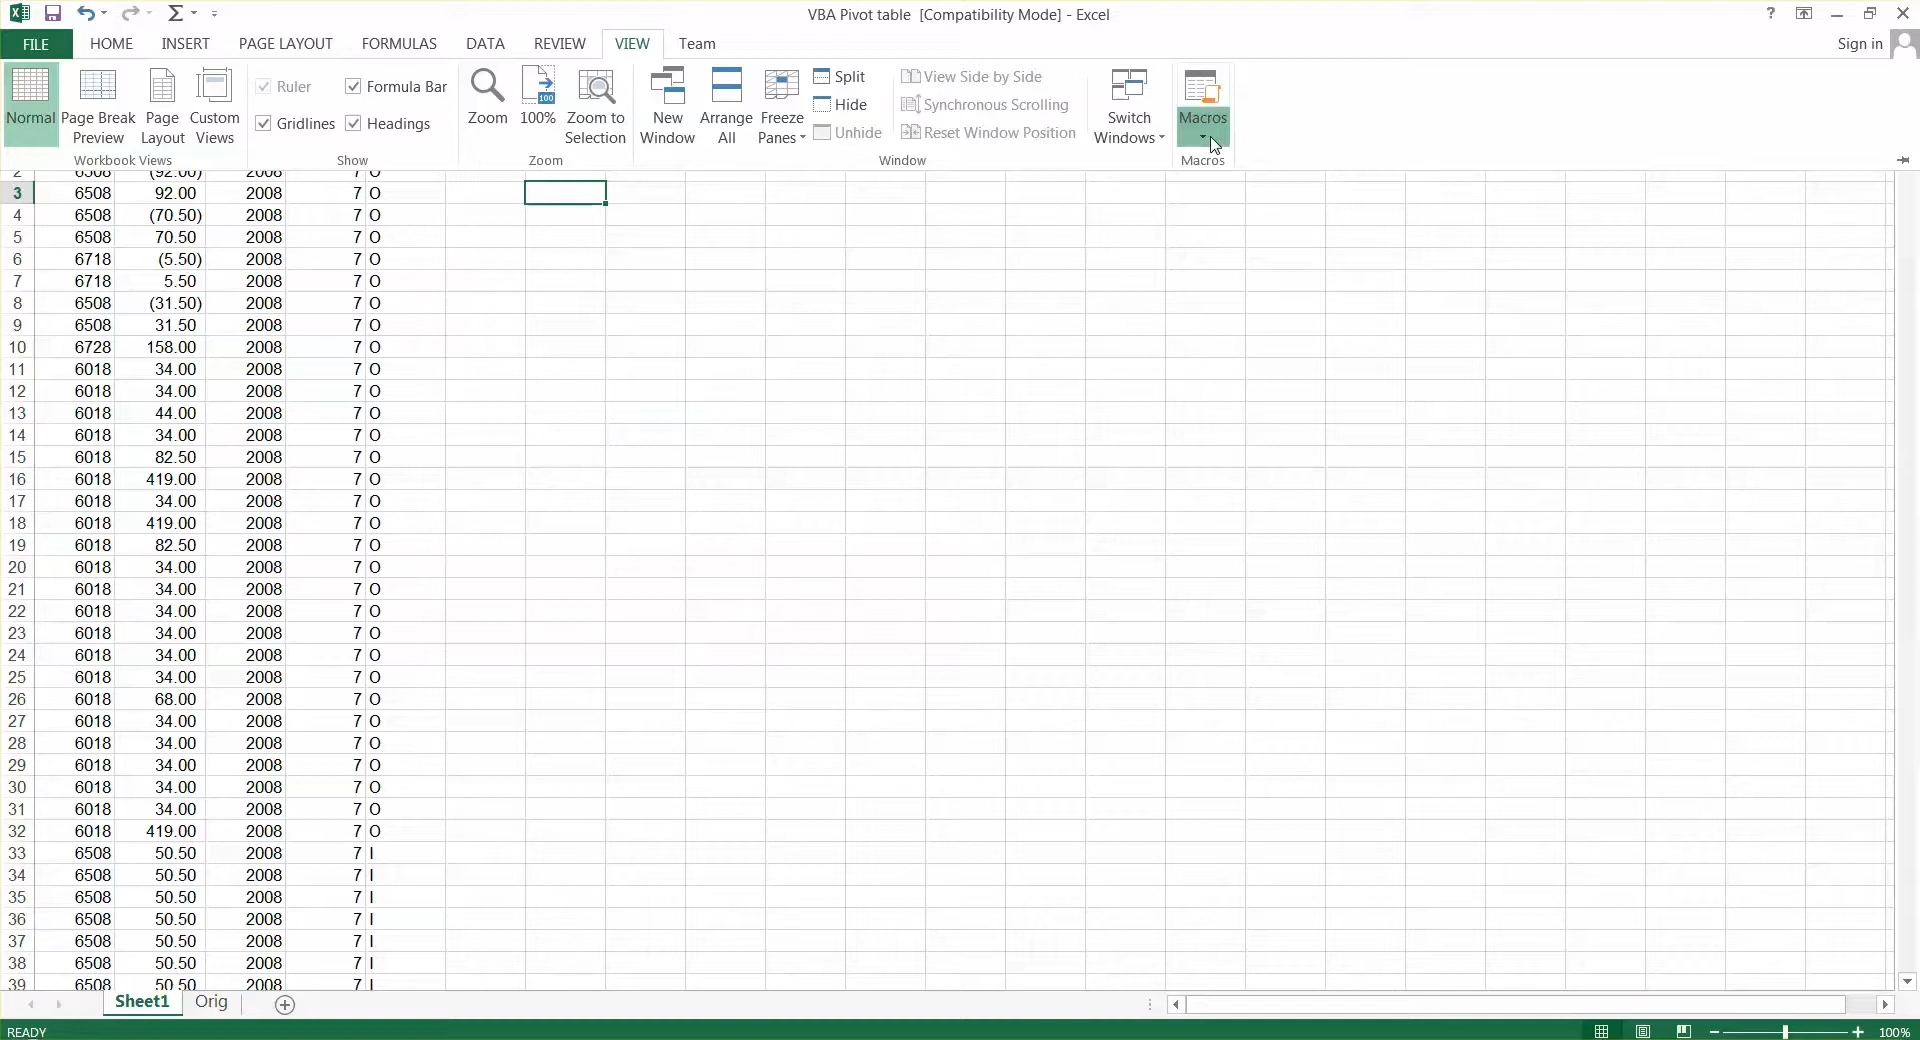 VBA Pivot table [Compatibility Mode] - Excel
FILE HOME INSERT PAGE LAYOUT FORMULAS DATA REVIEW VIEW Team Sign in
Normal Page Break Preview Page Layout Custom Views
Workbook Views
Ruler Formula Bar
Gridlines Headings
Show
Zoom 100% Zoom to Selection
100
Zoom
New Window Arrange All Freeze Panes
Split View Side by Side
Hide Synchronous Scrolling
Unhide Reset Window Position
Switch Windows
Window
Macros
Macros
2 6508 (92.00) 2008 7 O
3 6508 92.00 2008 7 O
4 6508 (70.50) 2008 7 O
5 6508 70.50 2008 7 O
6 6718 (5.50) 2008 7 O
7 6718 5.50 2008 7 O
8 6508 (31.50) 2008 7 O
9 6508 31.50 2008 7 O
10 6728 158.00 2008 7 O
11 6018 34.00 2008 7 O
12 6018 34.00 2008 7 O
13 6018 44.00 2008 7 O
14 6018 34.00 2008 7 O
15 6018 82.50 2008 7 O
16 6018 419.00 2008 7 O
17 6018 34.00 2008 7 O
18 6018 419.00 2008 7 O
19 6018 82.50 2008 7 O
20 6018 34.00 2008 7 O
21 6018 34.00 2008 7 O
22 6018 34.00 2008 7 O
23 6018 34.00 2008 7 O
24 6018 34.00 2008 7 O
25 6018 34.00 2008 7 O
26 6018 68.00 2008 7 O
27 6018 34.00 2008 7 O
28 6018 34.00 2008 7 O
29 6018 34.00 2008 7 O
30 6018 34.00 2008 7 O
31 6018 34.00 2008 7 O
32 6018 419.00 2008 7 O
33 6508 50.50 2008 7 I
34 6508 50.50 2008 7 I
35 6508 50.50 2008 7 I
36 6508 50.50 2008 7 I
37 6508 50.50 2008 7 I
38 6508 50.50 2008 7 I
39 6508 50.50 2008 7 I
Sheet1 Orig
READY 100%